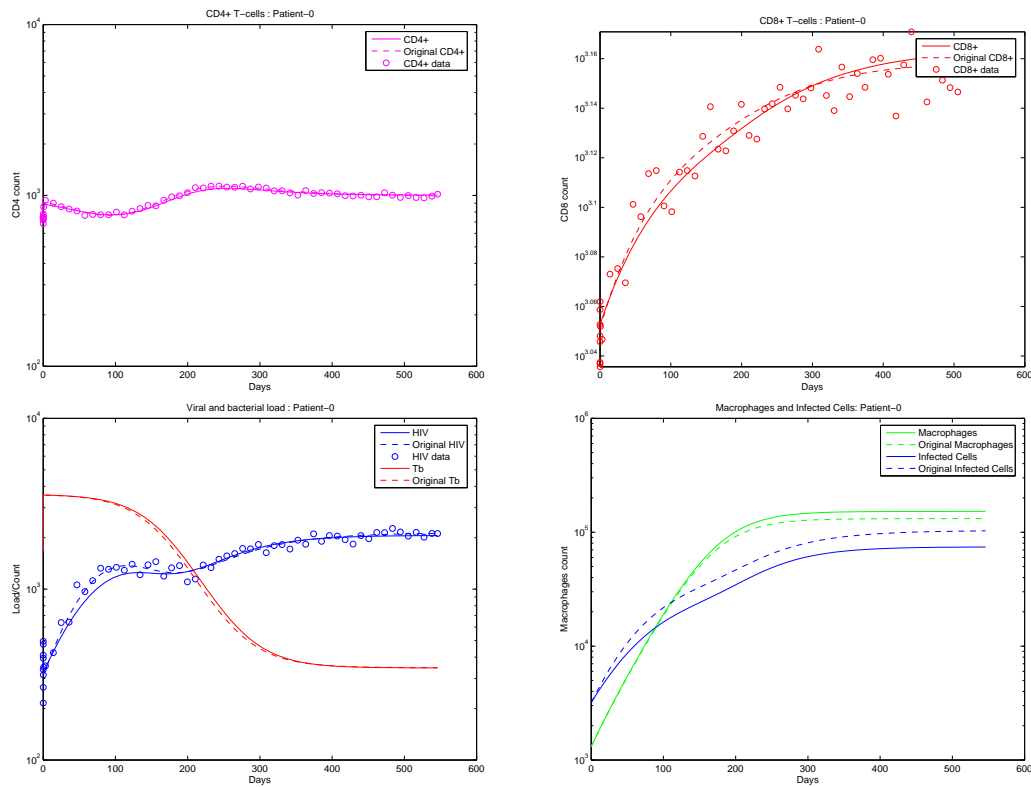 CD4+ T−cells : Patient−0
10^4
10^3
10^2
CD4 count
0 100 200 300 400 500 600
Days
CD4+
Original CD4+
CD4+ data
CD8+ T−cells : Patient−0
10^3.16
10^3.14
10^3.12
10^3.1
10^3.08
10^3.06
10^3.04
CD8 count
0 100 200 300 400 500 600
Days
CD8+
Original CD8+
CD8+ data
Viral and bacterial load : Patient−0
10^4
10^3
10^2
Load/Count
0 100 200 300 400 500 600
Days
HIV
Original HIV
HIV data
Tb
Original Tb
Macrophages and Infected Cells: Patient−0
10^6
10^5
10^4
10^3
Macrophages count
0 100 200 300 400 500 600
Days
Macrophages
Original Macrophages
Infected Cells
Original Infected Cells